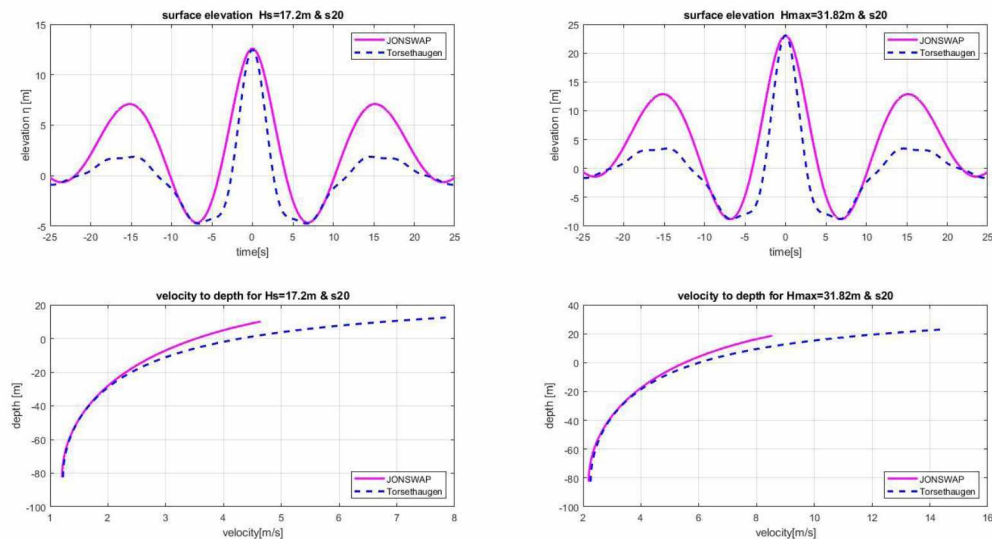 surface elevation Hs=17.2m & s20
15
10
5
0
-5
elevation η [m]
JONSWAP
Torsethaugen
-25 -20 -15 -10 -5 0 5 10 15 20 25
time[s]
surface elevation Hmax=31.82m & s20
25
20
15
10
5
0
-5
-10
elevation η [m]
JONSWAP
Torsethaugen
-25 -20 -15 -10 -5 0 5 10 15 20 25
time[s]
velocity to depth for Hs=17.2m & s20
20
0
-20
-40
-60
-80
-100
depth [m]
JONSWAP
Torsethaugen
1 2 3 4 5 6 7 8
velocity[m/s]
velocity to depth for Hmax=31.82m & s20
40
20
0
-20
-40
-60
-80
-100
depth [m]
JONSWAP
Torsethaugen
2 4 6 8 10 12 14 16
velocity[m/s]